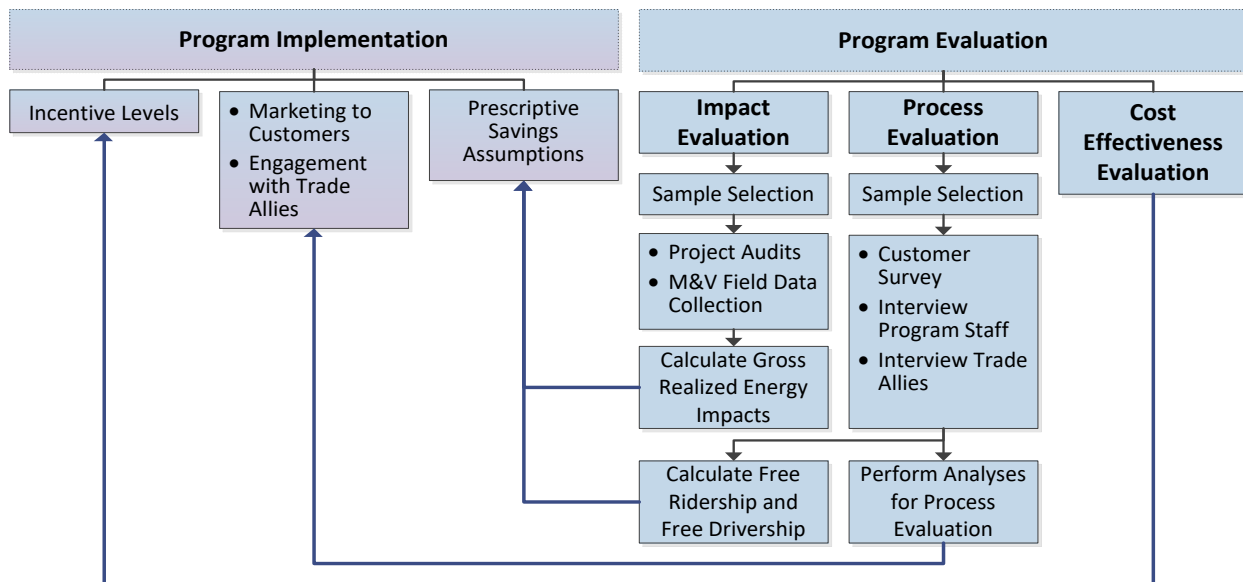 Program Implementation
Incentive Levels
• Marketing to
Customers
• Engagement
with Trade
Allies
Prescriptive
Savings
Assumptions
Program Evaluation
Impact
Evaluation
Sample Selection
• Project Audits
• M&V Field Data
Collection
Calculate Gross
Realized Energy
Impacts
Calculate Free
Ridership and
Free Drivership
Process
Evaluation
Sample Selection
• Customer
Survey
• Interview
Program Staff
• Interview Trade
Allies
Perform Analyses
for Process
Evaluation
Cost
Effectiveness
Evaluation